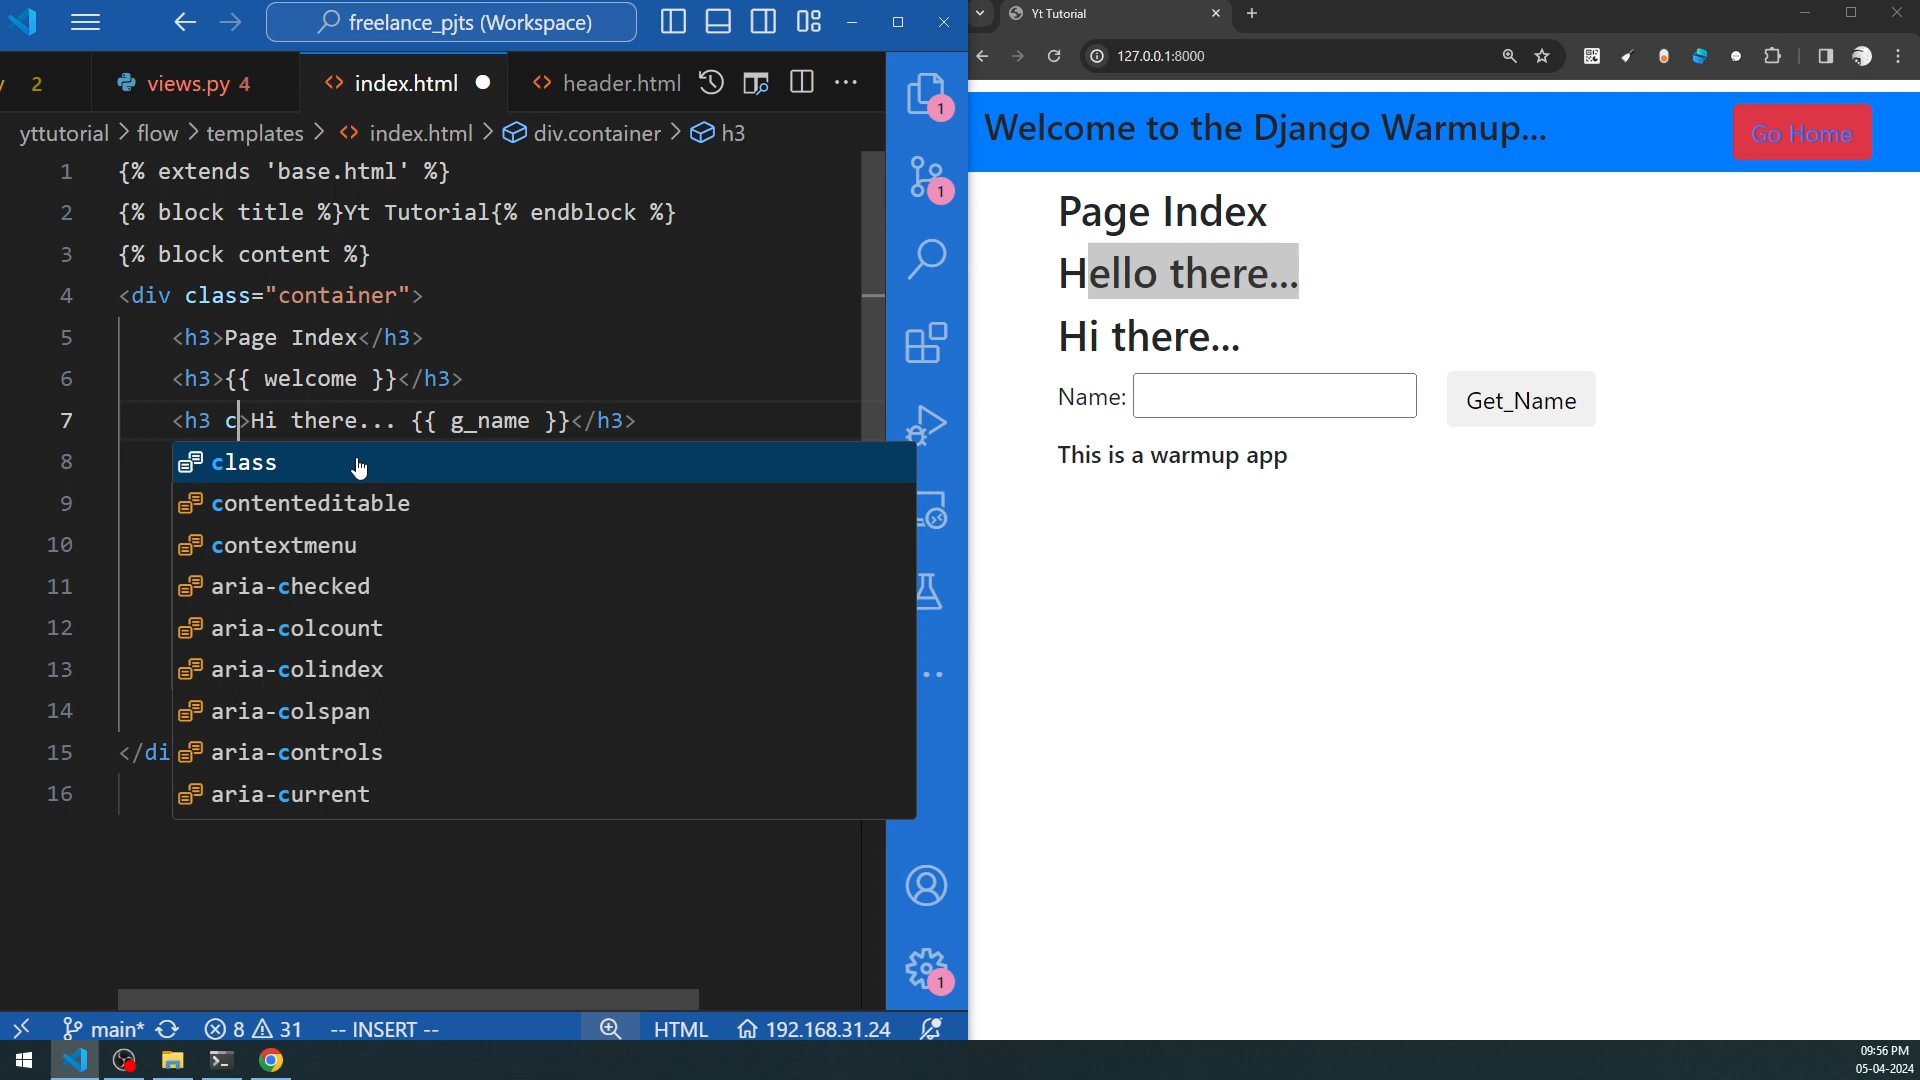 freelance_pjts (Workspace)
y 2
views.py 4
index.html
header.html
yttutorial > flow > templates > index.html > div.container > h3
1 {% extends 'base.html' %}
2 {% block title %}Yt Tutorial{% endblock %}
3 {% block content %}
4 <div class="container">
5 <h3>Page Index</h3>
6 <h3>{{ welcome }}</h3>
7 <h3 c>Hi there... {{ g_name }}</h3>
8 class
9 contenteditable
10 contextmenu
11 aria-checked
12 aria-colcount
13 aria-colindex
14 aria-colspan
15 </di aria-controls
16 aria-current
1
1
1
main* 8 31 -- INSERT -- HTML 192.168.31.24
Yt Tutorial
127.0.0.1:8000
Welcome to the Django Warmup...
Go Home
Page Index
Hello there...
Hi there...
Name:
Get_Name
This is a warmup app
09:56 PM
05-04-2024